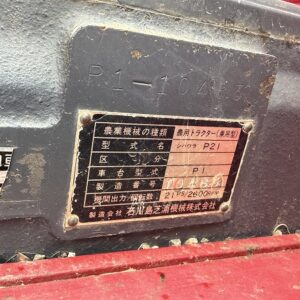 P1-104
農業機械の種類 農用トラクター(乗用型)
型式名 シバウラ P21
区分
車台型式 P1
製造番号
機関出力/回転数 21PS/2600RPM
製造会社 石川島芝浦機械株式会社